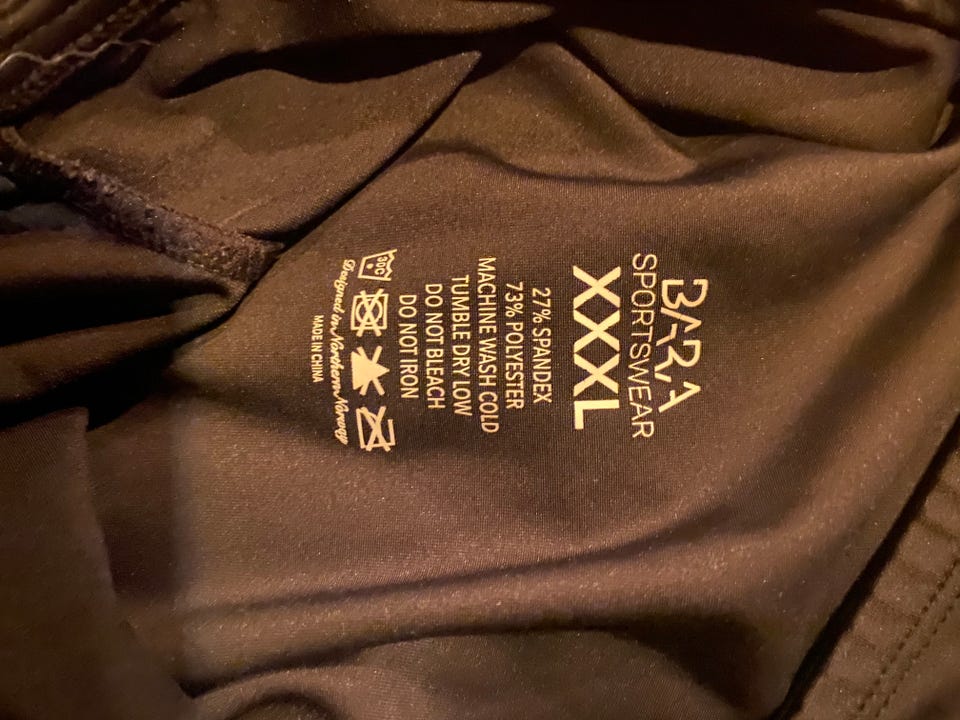 BARA
SPORTSWEAR
XXXL
27% SPANDEX
73% POLYESTER
MACHINE WASH COLD
TUMBLE DRY LOW
DO NOT BLEACH
DO NOT IRON
30C
Designed in Northern Norway
MADE IN CHINA